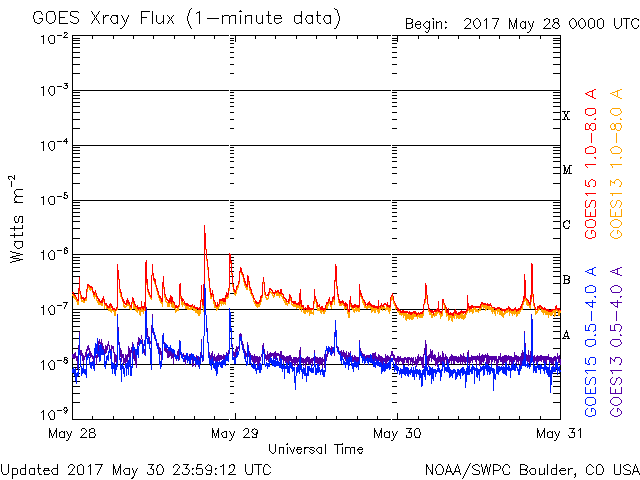 GOES Xray Flux (1-minute data)
Begin: 2017 May 28 0000 UTC
10-2
10-3
10-4
10-5
10-6
10-7
10-8
10-9
Watts m-2
X
M
C
B
A
GOES15 1.0-8.0 A
GOES13 1.0-8.0 A
GOES15 0.5-4.0 A
GOES13 0.5-4.0 A
May 28
May 29
May 30
May 31
Universal Time
Updated 2017 May 30 23:59:12 UTC
NOAA/SWPC Boulder, CO USA